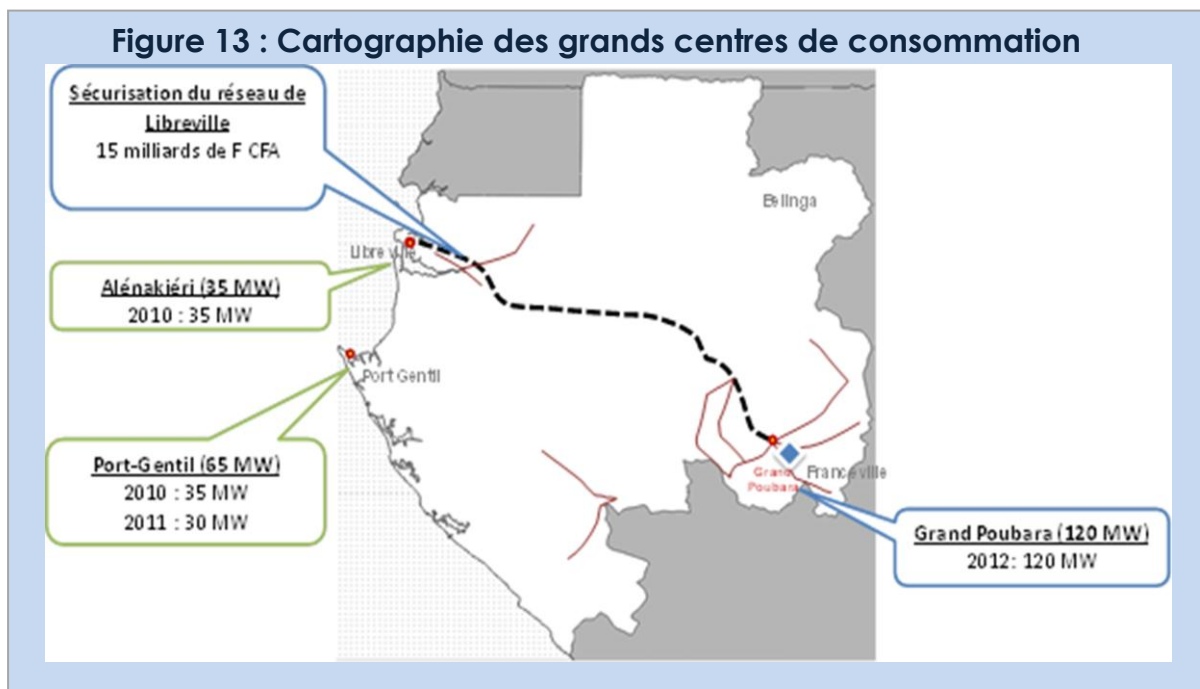 Figure 13 : Cartographie des grands centres de consommation
Sécurisation du réseau de
Libreville
15 milliards de F CFA
Belinga
Libreville
Alénakiéri (35 MW)
2010 : 35 MW
Port Gentil
Port-Gentil (65 MW)
2010 : 35 MW
2011 : 30 MW
Grand
Poubara
Franceville
Grand Poubara (120 MW)
2012: 120 MW